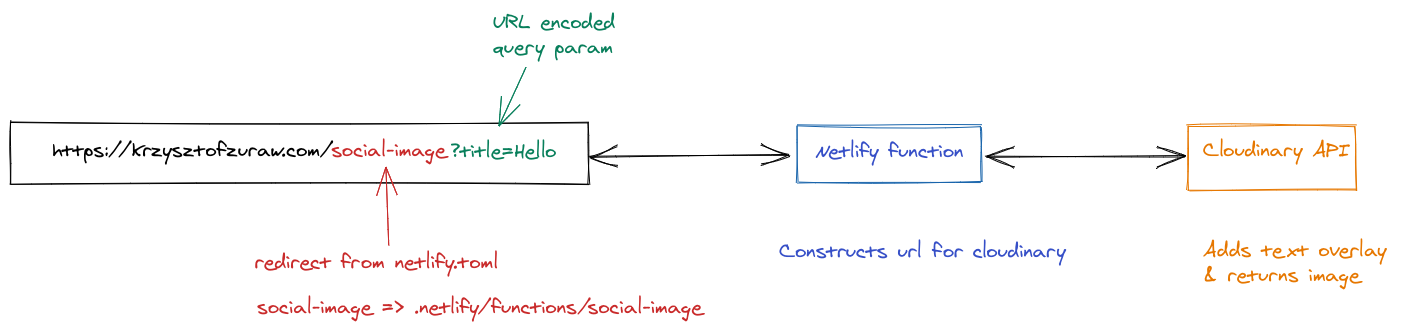 URL encoded
query param
https://krzysztofzuraw.com/social-image?title=Hello
Netlify function
Cloudinary API
redirect from netlify.toml
social-image => .netlify/functions/social-image
Constructs url for cloudinary
Adds text overlay
& returns image